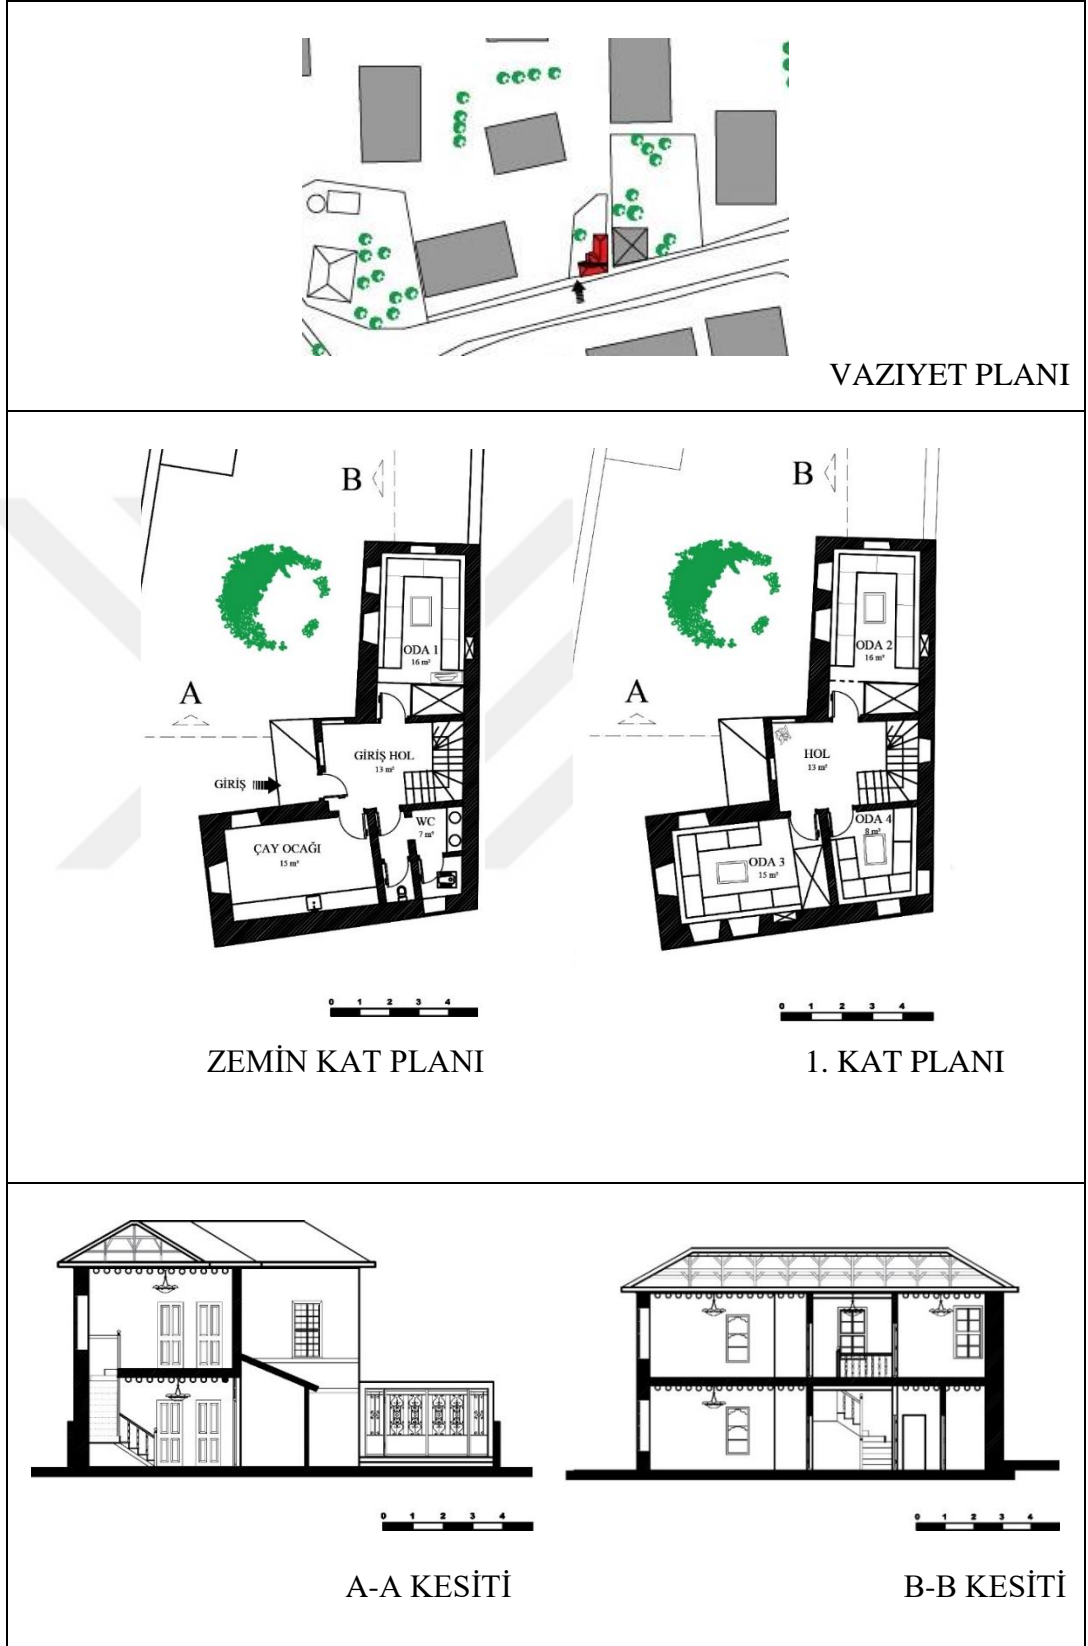 VAZIYET PLANI
B
A
ODA 1
16 m²
GİRİŞ HOL
13 m²
GİRİŞ
WC
7 m²
ÇAY OCAĞI
15 m²
0 1 2 3 4
ZEMİN KAT PLANI
B
A
ODA 2
16 m²
HOL
13 m²
ODA 4
8 m²
ODA 3
15 m²
0 1 2 3 4
1. KAT PLANI
0 1 2 3 4
A-A KESİTİ
0 1 2 3 4
B-B KESİTİ